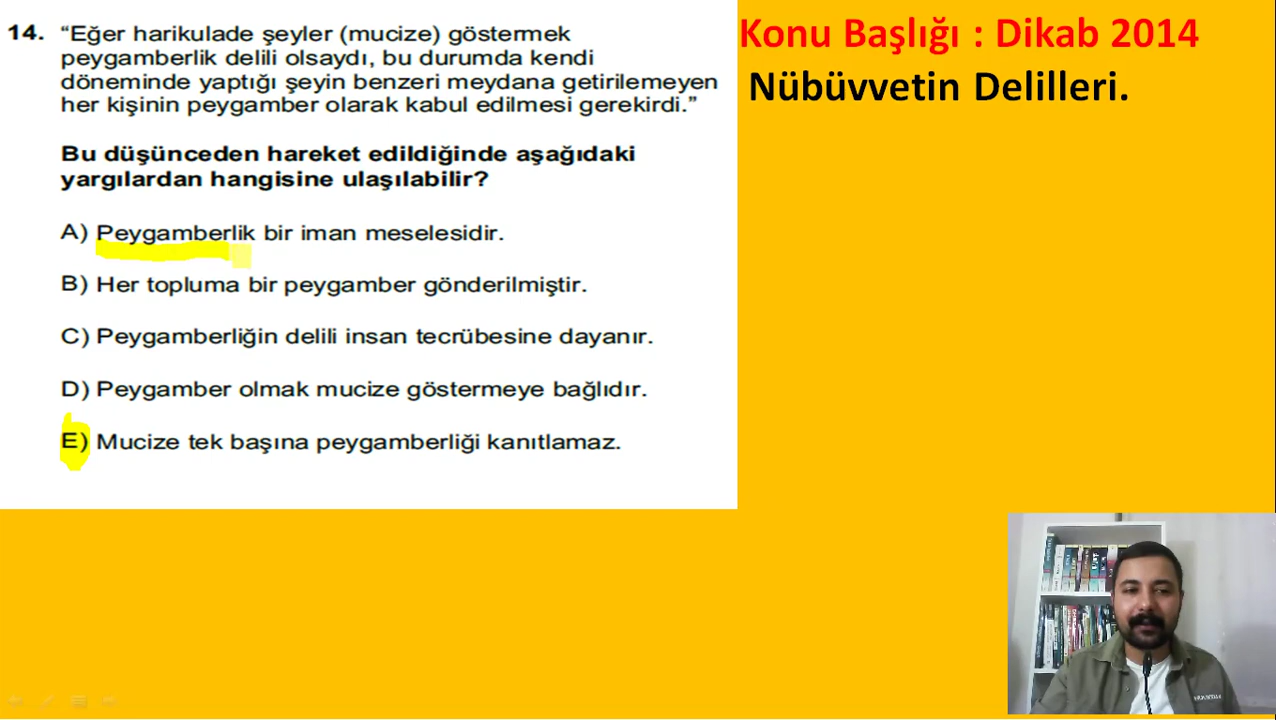 14. “Eğer harikulade şeyler (mucize) göstermek
peygamberlik delili olsaydı, bu durumda kendi
döneminde yaptığı şeyin benzeri meydana getirilemeyen
her kişinin peygamber olarak kabul edilmesi gerekirdi.”
Bu düşünceden hareket edildiğinde aşağıdaki
yargılardan hangisine ulaşılabilir?
A) Peygamberlik bir iman meselesidir.
B) Her topluma bir peygamber gönderilmiştir.
C) Peygamberliğin delili insan tecrübesine dayanır.
D) Peygamber olmak mucize göstermeye bağlıdır.
E) Mucize tek başına peygamberliği kanıtlamaz.
Konu Başlığı : Dikab 2014
Nübüvvetin Delilleri.